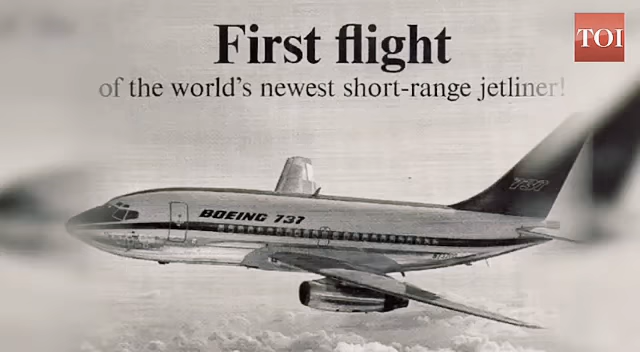 First flight
of the world's newest short-range jetliner!
TOI
737
BOEING 737